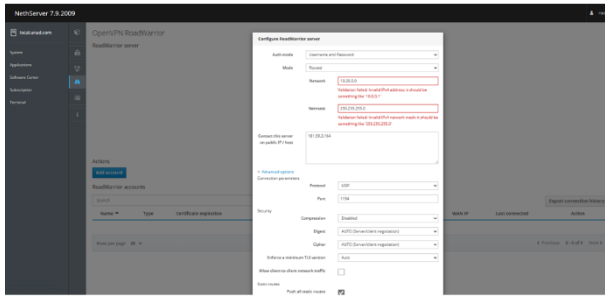 NethServer 7.9.2009
OpenVPN RoadWarrior
RoadWarrior server
System
Applications
Software Center
Subscription
Terminal
Actions
Add account
RoadWarrior accounts
Search
Export connection history
Name
Type
Certificate expiration
WAN IP
Last connected
Active
Rows per page
Previous
Configure RoadWarrior server
Auth mode
Username and Password
Mode
Routed
Network
Validation failed: Invalid IPv4 address: it should be
something like '10.0.0.1'
Netmask
255.255.255.0
Validation failed: Invalid IPv4 network mask: it should be
something like '255.255.255.0'
Contact this server
on public IP / host
Advanced options
Connection parameters
Protocol
UDP
Port
1194
Security
Compression
Disabled
Digest
AUTO (Server/client negotiation)
Cipher
AUTO (Server/client negotiation)
Enforce a minimum TLS version
Auto
Allow client-to-client network traffic
Static routes
Push all static routes